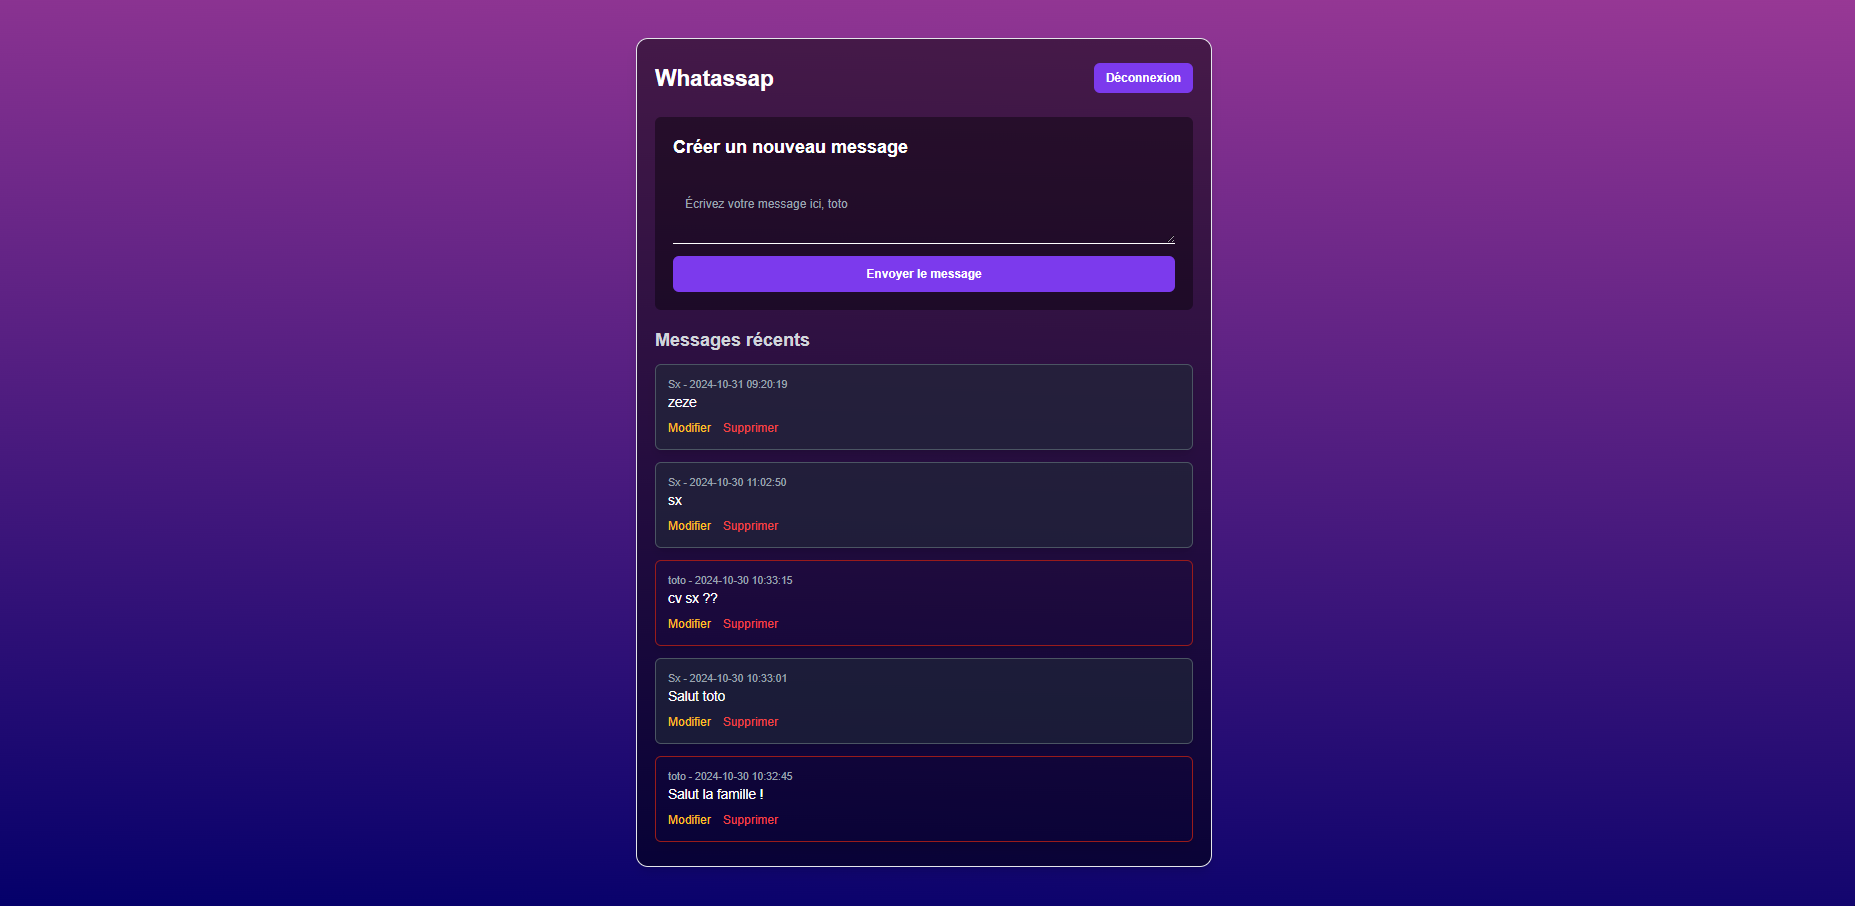 Whatassap
Déconnexion
Créer un nouveau message
Écrivez votre message ici, toto
Envoyer le message
Messages récents
Sx - 2024-10-31 09:20:19
zeze
Modifier Supprimer
Sx - 2024-10-30 11:02:50
sx
Modifier Supprimer
toto - 2024-10-30 10:33:15
cv sx ??
Modifier Supprimer
Sx - 2024-10-30 10:33:01
Salut toto
Modifier Supprimer
toto - 2024-10-30 10:32:45
Salut la famille !
Modifier Supprimer